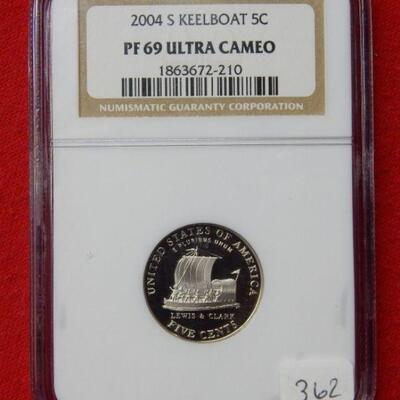 2004 S KEELBOAT 5C
PF 69 ULTRA CAMEO
1863672-210
NUMISMATIC GUARANTY CORPORATION
UNITED STATES OF AMERICA
E PLURIBUS UNUM
LEWIS & CLARK
FIVE CENTS
362